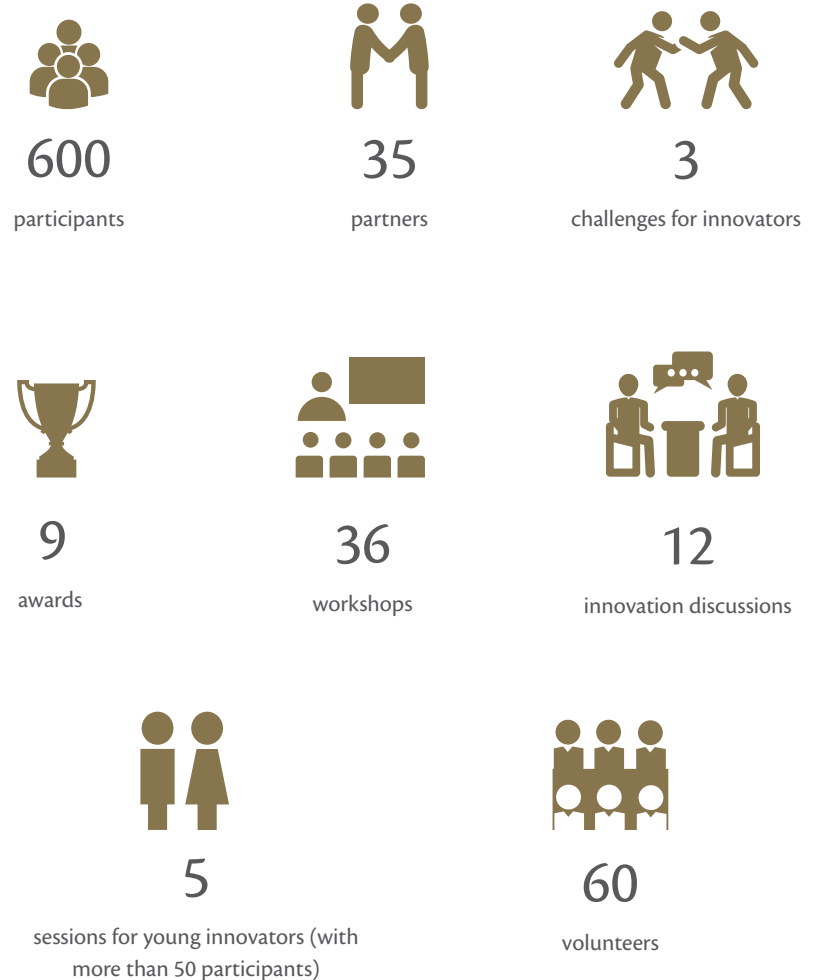 600
participants
35
partners
3
challenges for innovators
9
awards
36
workshops
12
innovation discussions
5
sessions for young innovators (with
more than 50 participants)
60
volunteers